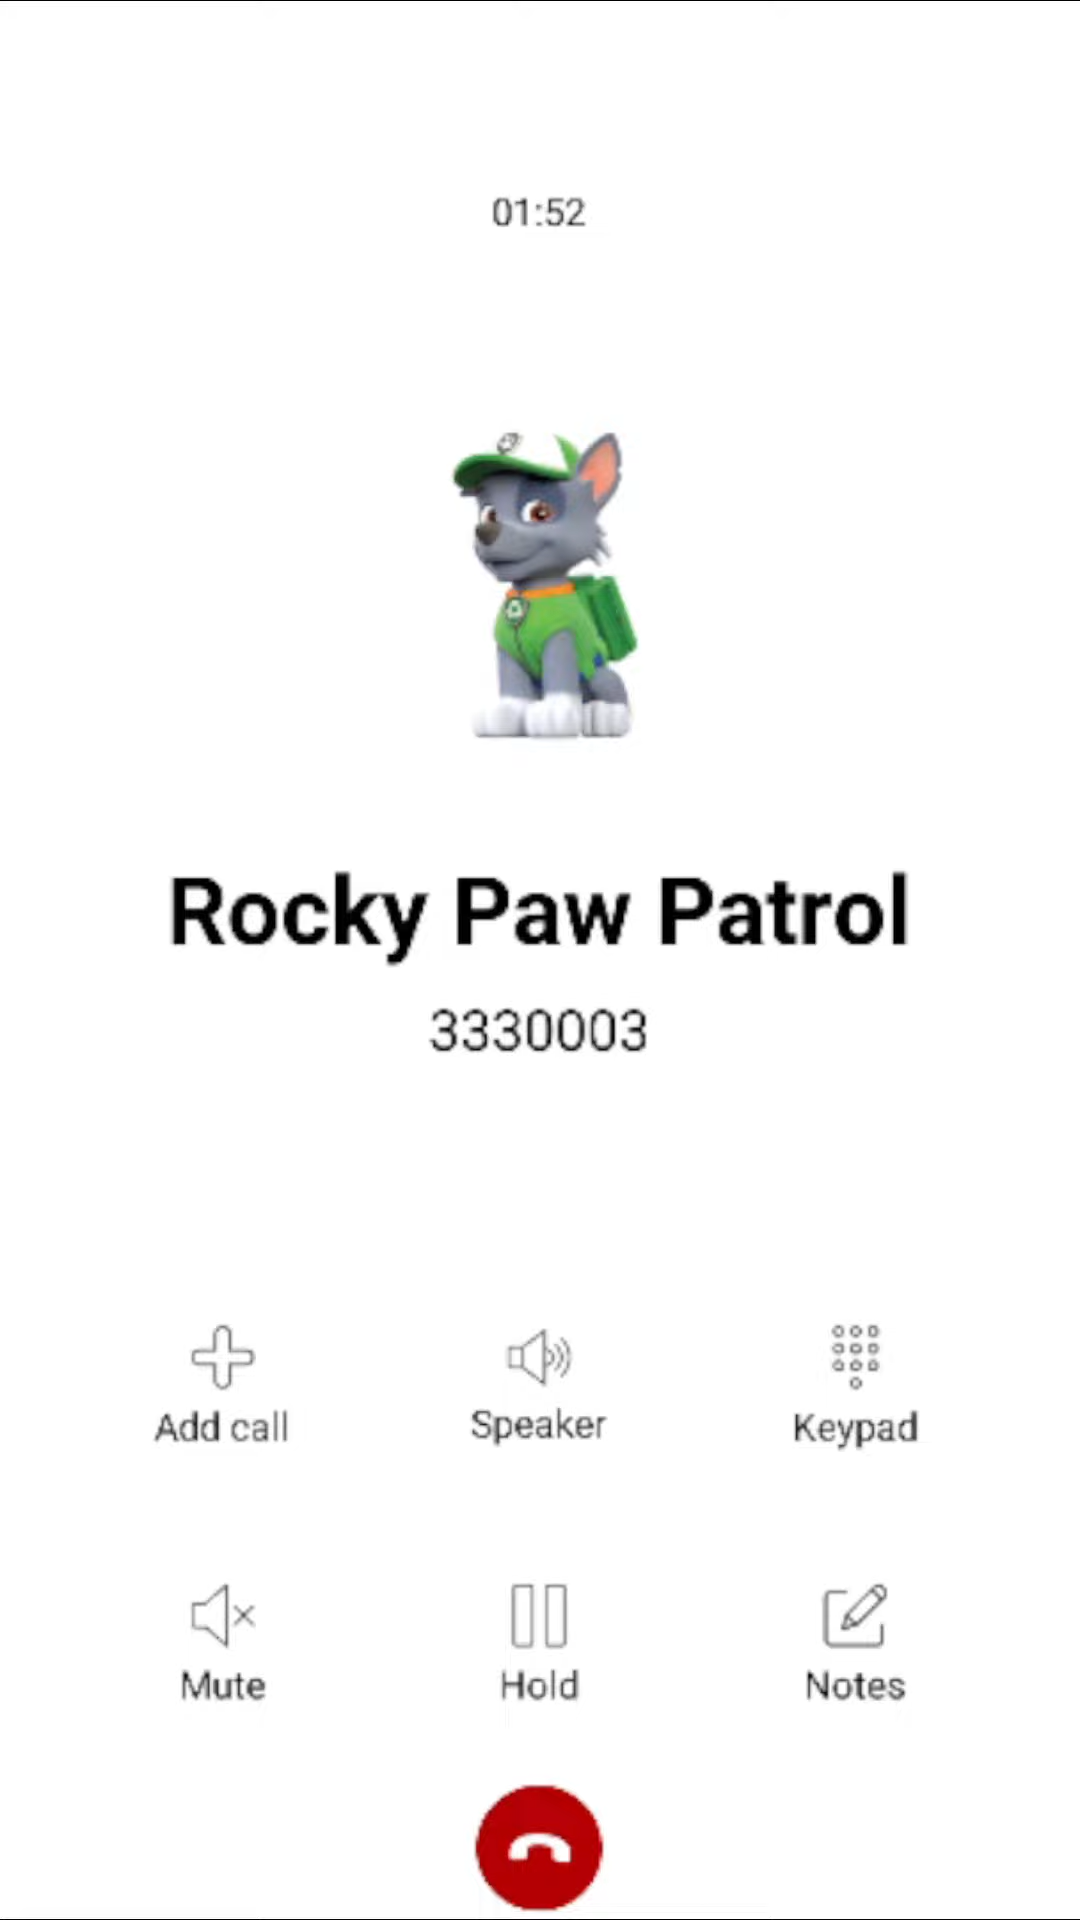 01:52
Rocky Paw Patrol
3330003
Add call
Speaker
Keypad
Mute
Hold
Notes